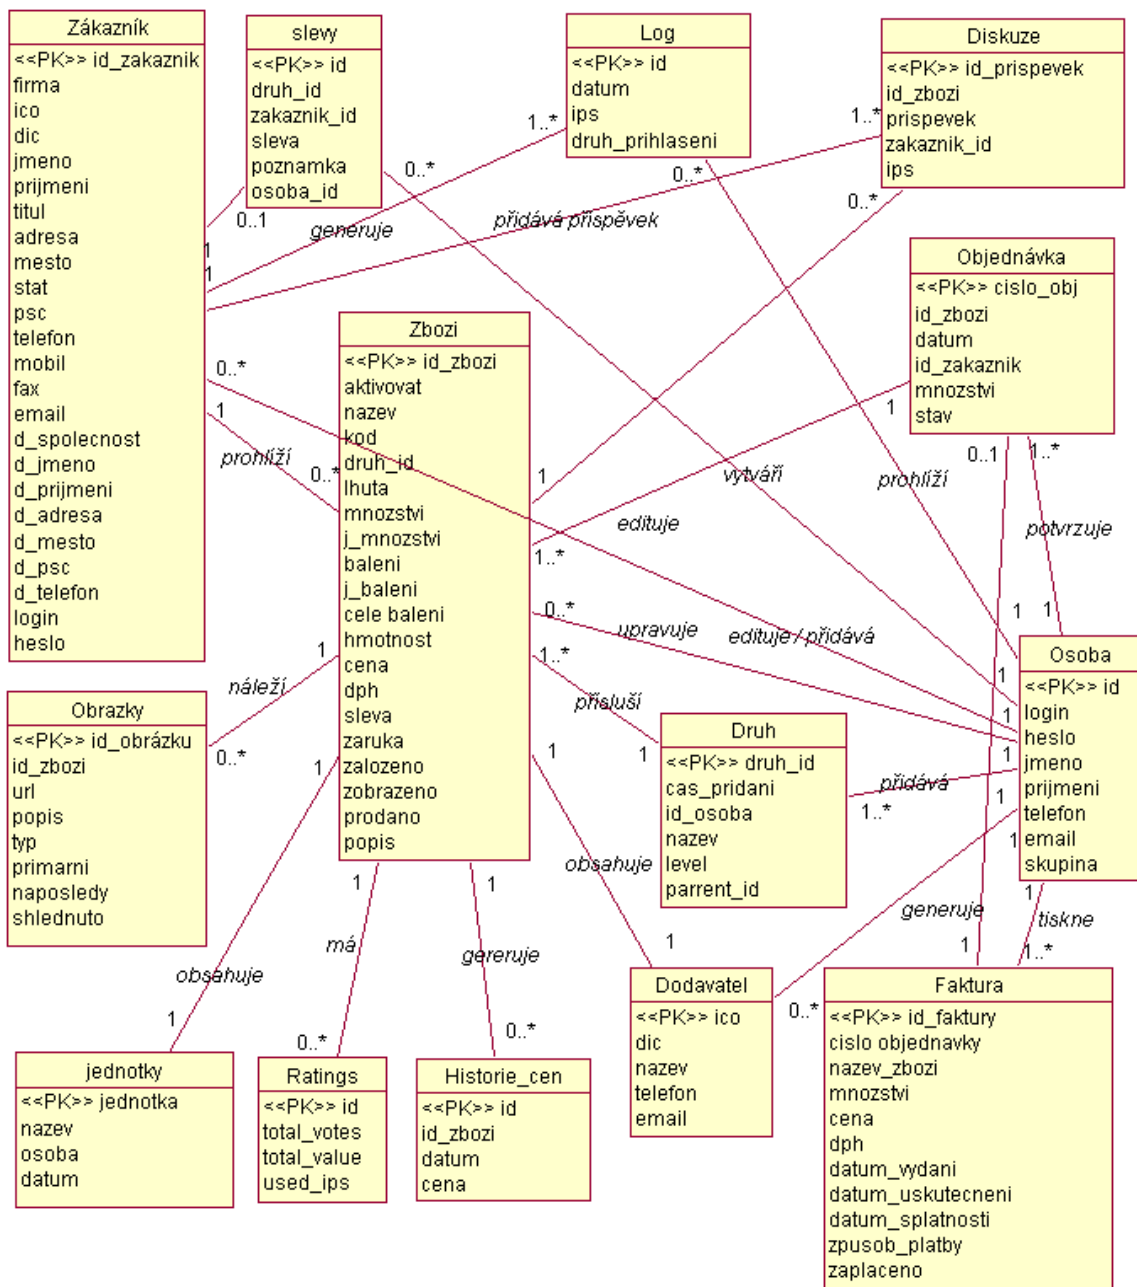 Zákazník
<<PK>> id_zakaznik
firma
ico
dic
jmeno
prijmeni
titul
adresa
mesto
stat
psc
telefon
mobil
fax
email
d_spolecnost
d_jmeno
d_prijmeni
d_adresa
d_mesto
d_psc
d_telefon
login
heslo
slevy
<<PK>> id
druh_id
zakaznik_id
sleva
poznamka
osoba_id
Log
<<PK>> id
datum
ips
druh_prihlaseni
Diskuze
<<PK>> id_prispevek
id_zbozi
prispevek
zakaznik_id
ips
1..*
1..*
0..*
0..*
0..*
0..1
1
1
generuje
přidává příspěvek
Objednávka
<<PK>> cislo_obj
id_zbozi
datum
id_zakaznik
mnozstvi
stav
Zbozi
<<PK>> id_zbozi
aktivovat
nazev
kod
druh_id
lhuta
mnozstvi
j_mnozstvi
baleni
j_baleni
cele baleni
hmotnost
cena
dph
sleva
zaruka
zalozeno
zobrazeno
prodano
popis
0..*
1
prohlíží
0..*
1
1
1..*
0..1
1..*
vytváří
prohlíží
edituje
potvrzuje
0..*
upravuje
edituje / přidává
1
1
1
1
1
1
1
1
Osoba
<<PK>> id
login
heslo
jmeno
prijmeni
telefon
email
skupina
1
náleží
0..*
1..*
přísluší
1
Obrazky
<<PK>> id_obrázku
id_zbozi
url
popis
typ
primarni
naposledy
shlednuto
Druh
<<PK>> druh_id
cas_pridani
id_osoba
nazev
level
parrent_id
přidává
1..*
1
1
obsahuje
1
1
1
má
gereruje
obsahuje
1
0..*
0..*
1
generuje
0..*
tiskne
1..*
1
jednotky
<<PK>> jednotka
nazev
osoba
datum
Ratings
<<PK>> id
total_votes
total_value
used_ips
Historie_cen
<<PK>> id
id_zbozi
datum
cena
Dodavatel
<<PK>> ico
dic
nazev
telefon
email
Faktura
<<PK>> id_faktury
cislo objednavky
nazev_zbozi
mnozstvi
cena
dph
datum_vydani
datum_uskutecneni
datum_splatnosti
zpusob_platby
zaplaceno